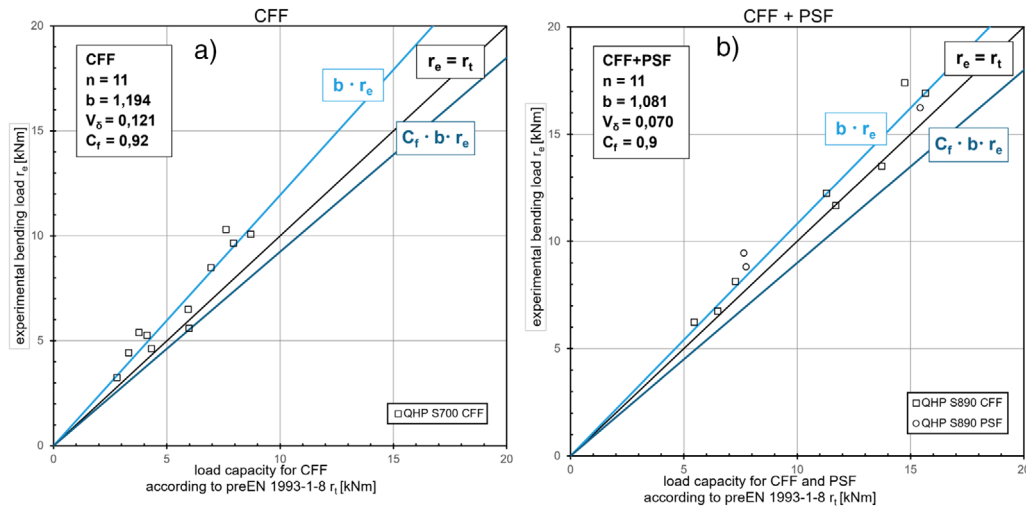 CFF
a)
CFF
n = 11
b = 1,194
Vδ = 0,121
Cf = 0,92
b · re
re = rt
Cf · b · re
experimental bending load re [kNm]
20
15
10
5
0
0
5
10
15
20
QHP S700 CFF
load capacity for CFF
according to preEN 1993-1-8 rt [kNm]
CFF + PSF
b)
CFF+PSF
n = 11
b = 1,081
Vδ = 0,070
Cf = 0,9
b · re
re = rt
Cf · b · re
experimental bending load re [kNm]
20
15
10
5
0
0
5
10
15
20
QHP S890 CFF
QHP S890 PSF
load capacity for CFF and PSF
according to preEN 1993-1-8 rt [kNm]